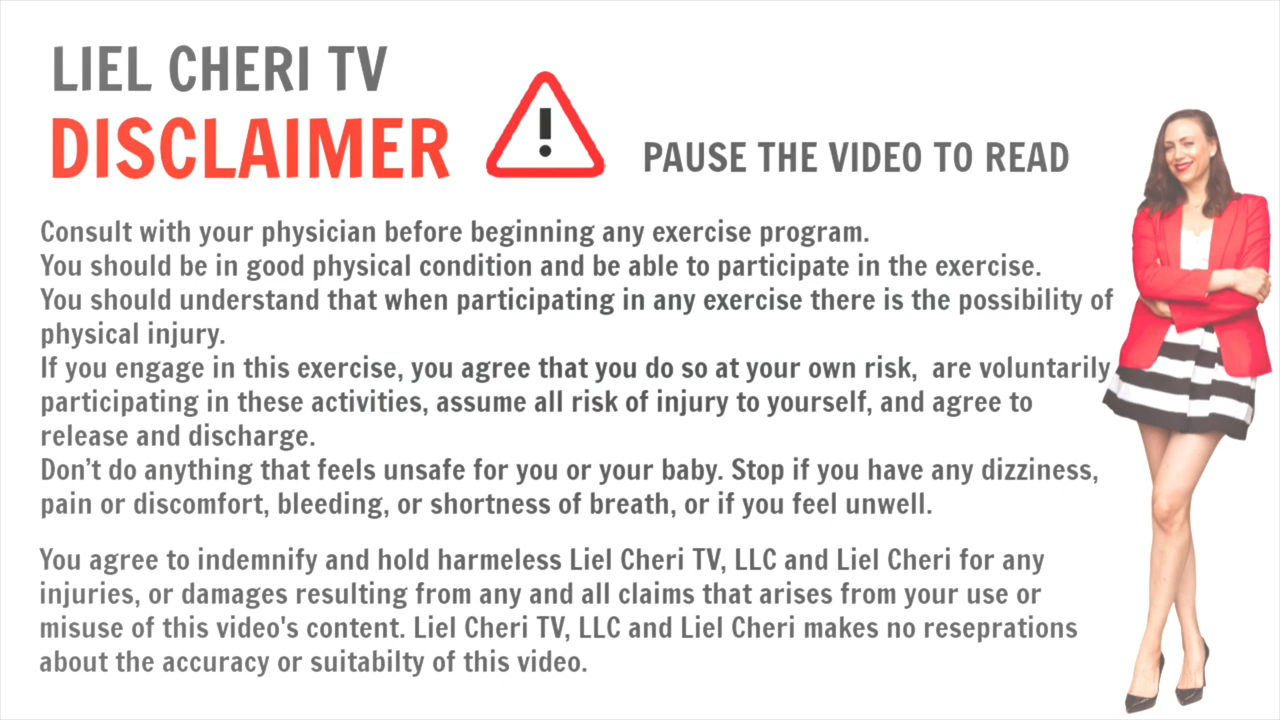 LIEL CHERI TV
DISCLAIMER
!
PAUSE THE VIDEO TO READ
Consult with your physician before beginning any exercise program.
You should be in good physical condition and be able to participate in the exercise.
You should understand that when participating in any exercise there is the possibility of
physical injury.
If you engage in this exercise, you agree that you do so at your own risk,  are voluntarily
participating in these activities, assume all risk of injury to yourself, and agree to
release and discharge.
Don’t do anything that feels unsafe for you or your baby. Stop if you have any dizziness,
pain or discomfort, bleeding, or shortness of breath, or if you feel unwell.
You agree to indemnify and hold harmless Liel Cheri TV, LLC and Liel Cheri for any
injuries, or damages resulting from any and all claims that arises from your use or
misuse of this video's content. Liel Cheri TV, LLC and Liel Cheri makes no reseprations
about the accuracy or suitabilty of this video.